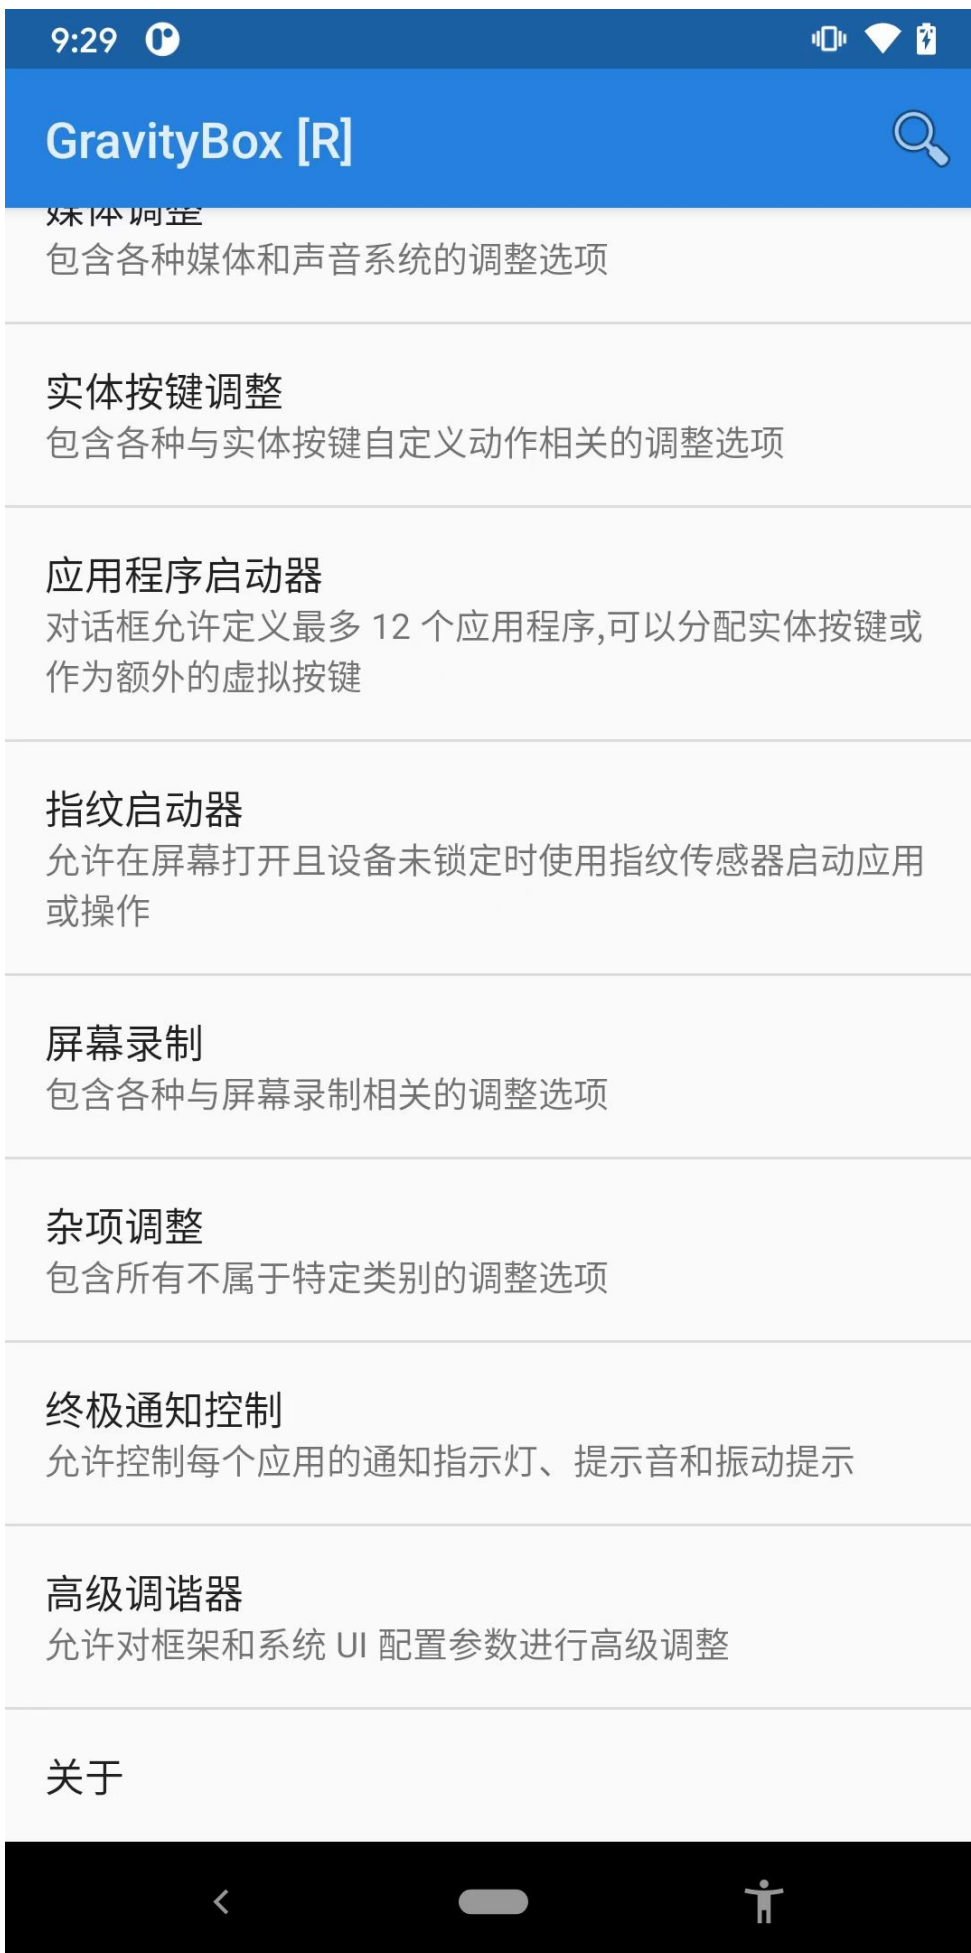 9:29
GravityBox [R]
媒体调整
包含各种媒体和声音系统的调整选项
实体按键调整
包含各种与实体按键自定义动作相关的调整选项
应用程序启动器
对话框允许定义最多 12 个应用程序,可以分配实体按键或
作为额外的虚拟按键
指纹启动器
允许在屏幕打开且设备未锁定时使用指纹传感器启动应用
或操作
屏幕录制
包含各种与屏幕录制相关的调整选项
杂项调整
包含所有不属于特定类别的调整选项
终极通知控制
允许控制每个应用的通知指示灯、提示音和振动提示
高级调谐器
允许对框架和系统 UI 配置参数进行高级调整
关于